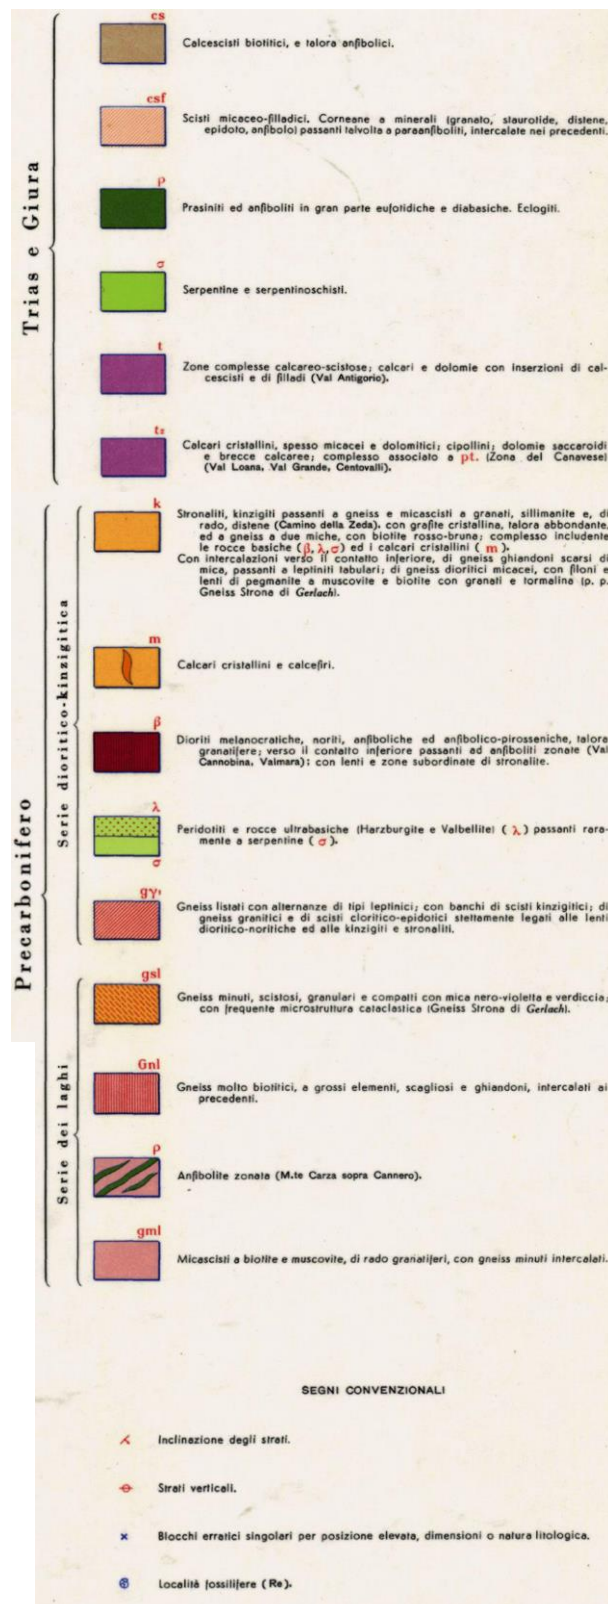 Trias e Giura
cs
Calcescisti biotitici, e talora anfibolici.
csf
Scisti micaceo-filladici. Corneane a minerali (granato, staurotide, distene,
epidoto, anfibolo) passanti talvolta a paraanfiboliti, intercalate nei precedenti.
ρ
Prasiniti ed anfiboliti in gran parte eufotidiche e diabasiche. Eclogiti.
σ
Serpentine e serpentinoschisti.
t
Zone complesse calcareo-scistose; calcari e dolomie con inserzioni di cal-
cescisti e di filladi (Val Antigorio).
t₂
Calcari cristallini, spesso micacei e dolomitici; cipollini; dolomie saccaroidi
e brecce calcaree; complesso associato a pt. (Zona del Canavese)
(Val Loana, Val Grande, Centovalli).
Precarbonifero
Serie dioritico-kinzigitica
k
Stronaliti, kinzigiti passanti a gneiss e micascisti a granati, sillimanite e, di
rado, distene (Camino della Zeda). con grafite cristallina, talora abbondante,
ed a gneiss a due miche, con biotite rosso-bruna; complesso includente
le rocce basiche (β, λ, σ) ed i calcari cristallini ( m ).
Con intercalazioni verso il contatto inferiore, di gneiss ghiandoni scarsi di
mica, passanti a leptiniti tabulari; di gneiss dioritici micacei, con filoni e
lenti di pegmanite a muscovite e biotite con granati e tormalina (p. p.
Gneiss Strona di Gerlach).
m
Calcari cristallini e calcefiri.
β
Dioriti melanocratiche, noriti, anfiboliche ed anfibolico-pirosseniche, talora
granatifere; verso il contatto inferiore passanti ad anfiboliti zonate (Val
Cannobina, Valmara); con lenti e zone subordinate di stronalite.
λ
Peridotiti e rocce ultrabasiche (Harzburgite e Valbellite) ( λ ) passanti rara-
mente a serpentine ( σ ).
σ
gγ₁
Gneiss listati con alternanze di tipi leptinici; con banchi di scisti kinzigitici; di
gneiss granitici e di scisti cloritico-epidotici stettamente legati alle lenti
dioritico-noritiche ed alle kinzigiti e stronaliti.
Serie dei laghi
gsl
Gneiss minuti, scistosi, granulari e compatti con mica nero-violetta e verdiccia;
con frequente microstruttura cataclastica (Gneiss Strona di Gerlach).
Gnl
Gneiss molto biotitici, a grossi elementi, scagliosi e ghiandoni, intercalati ai
precedenti.
ρ
Anfibolite zonata (M.te Carza sopra Cannero).
gml
Micascisti a biotite e muscovite, di rado granatiferi, con gneiss minuti intercalati.
SEGNI CONVENZIONALI
Inclinazione degli strati.
Strati verticali.
Blocchi erratici singolari per posizione elevata, dimensioni o natura litologica.
Località fossilifere (Re).